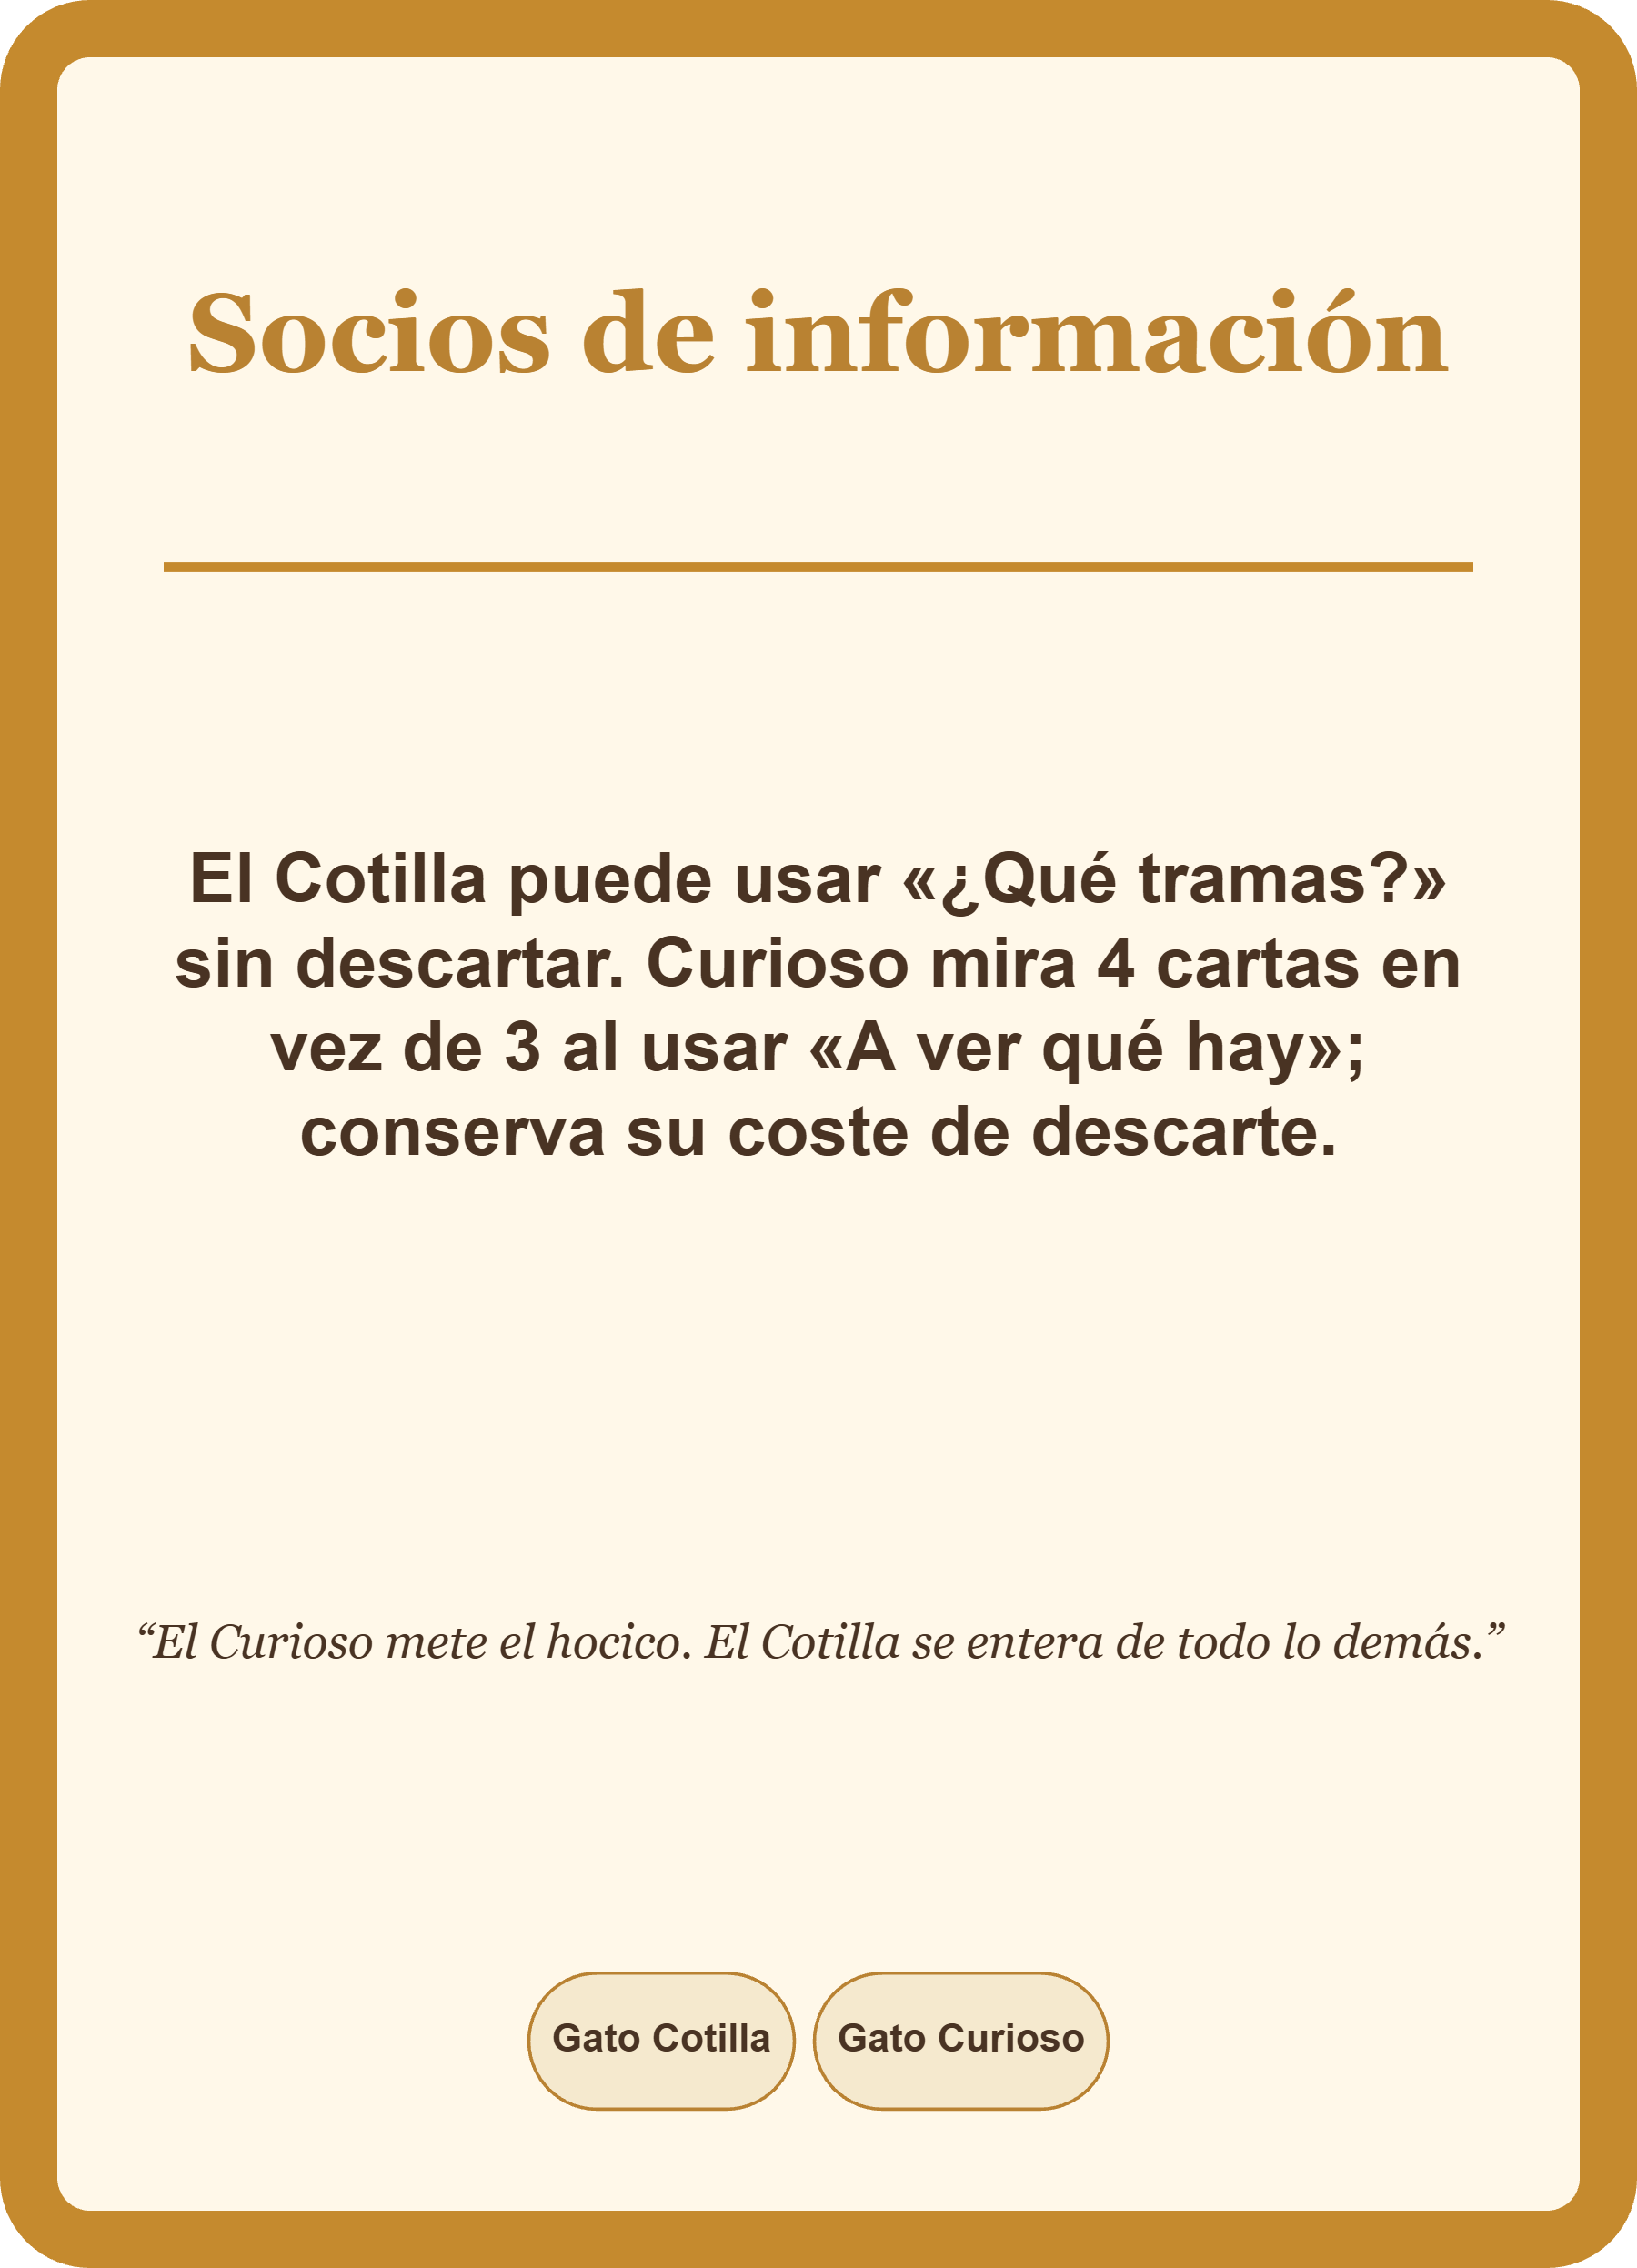 Socios de información
El Cotilla puede usar «¿Qué tramas?»
sin descartar. Curioso mira 4 cartas en
vez de 3 al usar «A ver qué hay»;
conserva su coste de descarte.
“El Curioso mete el hocico. El Cotilla se entera de todo lo demás.”
Gato Cotilla
Gato Curioso